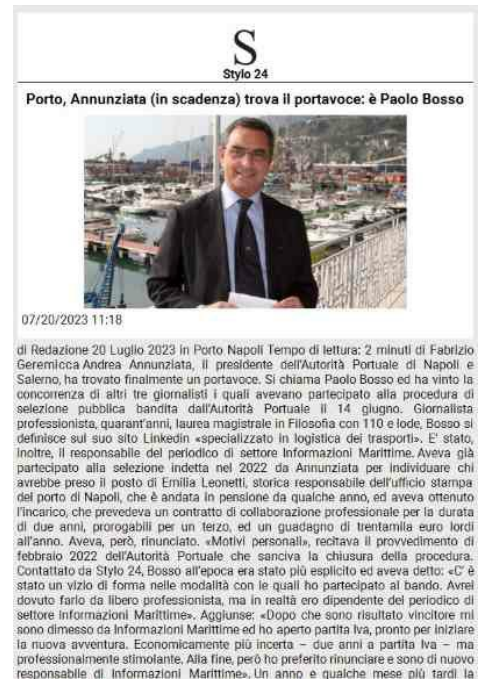 S
Stylo 24
Porto, Annunziata (in scadenza) trova il portavoce: è Paolo Bosso
07/20/2023 11:18
di Redazione 20 Luglio 2023 in Porto Napoli Tempo di lettura: 2 minuti di Fabrizio
Geremicca Andrea Annunziata, il presidente dell'Autorità Portuale di Napoli e
Salerno, ha trovato finalmente un portavoce. Si chiama Paolo Bosso ed ha vinto la
concorrenza di altri tre giornalisti i quali avevano partecipato alla procedura di
selezione pubblica bandita dall'Autorità Portuale il 14 giugno. Giornalista
professionista, quarant'anni, laurea magistrale in Filosofia con 110 e lode, Bosso si
definisce sul suo sito Linkedin «specializzato in logistica dei trasporti». E' stato,
inoltre, il responsabile del periodico di settore Informazioni Marittime. Aveva già
partecipato alla selezione indetta nel 2022 da Annunziata per individuare chi
avrebbe preso il posto di Emilia Leonetti, storica responsabile dell'ufficio stampa
del porto di Napoli, che è andata in pensione da qualche anno, ed aveva ottenuto
l'incarico, che prevedeva un contratto di collaborazione professionale per la durata
di due anni, prorogabili per un terzo, ed un guadagno di trentamila euro lordi
all'anno. Aveva, però, rinunciato. «Motivi personali», recitava il provvedimento di
febbraio 2022 dell'Autorità Portuale che sanciva la chiusura della procedura.
Contattato da Stylo 24, Bosso all'epoca era stato più esplicito ed aveva detto: «C' è
stato un vizio di forma nelle modalità con le quali ho partecipato al bando. Avrei
dovuto farlo da libero professionista, ma in realtà ero dipendente del periodico di
settore Informazioni Marittime». Aggiunse: «Dopo che sono risultato vincitore mi
sono dimesso da Informazioni Marittime ed ho aperto partita Iva, pronto per iniziare
la nuova avventura. Economicamente più incerta – due anni a partita Iva – ma
professionalmente stimolante. Alla fine, però ho preferito rinunciare e sono di nuovo
responsabile di Informazioni Marittime». Un anno e qualche mese più tardi la